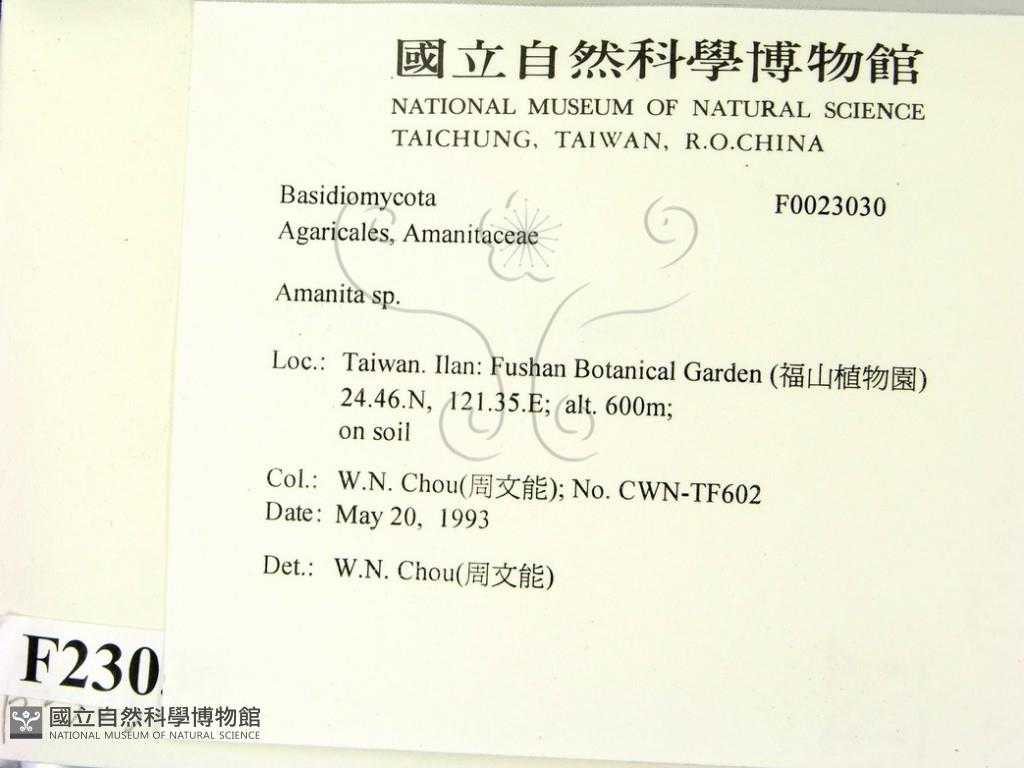 國立自然科學博物館
NATIONAL MUSEUM OF NATURAL SCIENCE
TAICHUNG, TAIWAN, R.O.CHINA
Basidiomycota F0023030
Agaricales, Amanitaceae
Amanita sp.
Loc.: Taiwan. Ilan: Fushan Botanical Garden (福山植物園)
24.46.N, 121.35.E; alt. 600m;
on soil
Col.: W.N. Chou(周文能); No. CWN-TF602
Date: May 20, 1993
Det.: W.N. Chou(周文能)
F230
國立自然科學博物館
NATIONAL MUSEUM OF NATURAL SCIENCE